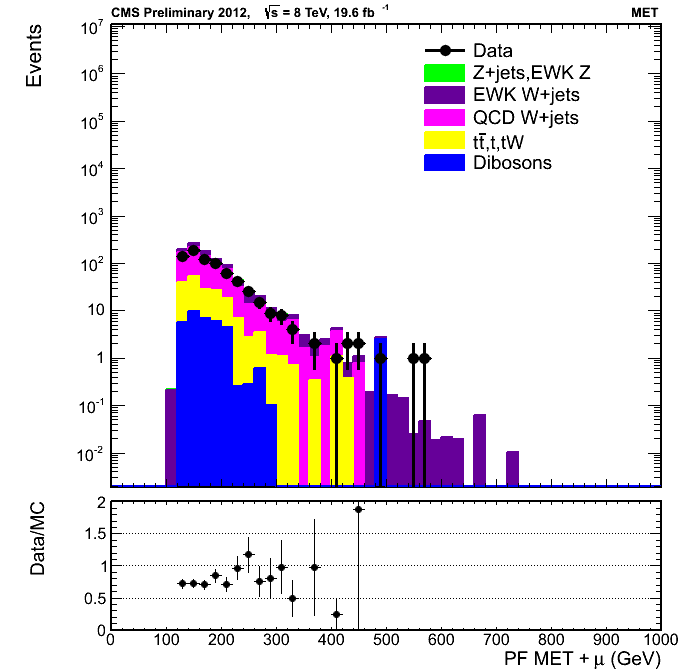 CMS Preliminary 2012, √s = 8 TeV, 19.6 fb⁻¹ MET
Events
10⁷
10⁶
10⁵
10⁴
10³
10²
10
1
10⁻¹
10⁻²
Data
Z+jets,EWK Z
EWK W+jets
QCD W+jets
tt̄,t,tW
Dibosons
Data/MC
2
1.5
1
0.5
0
0 100 200 300 400 500 600 700 800 900 1000
PF MET + μ (GeV)